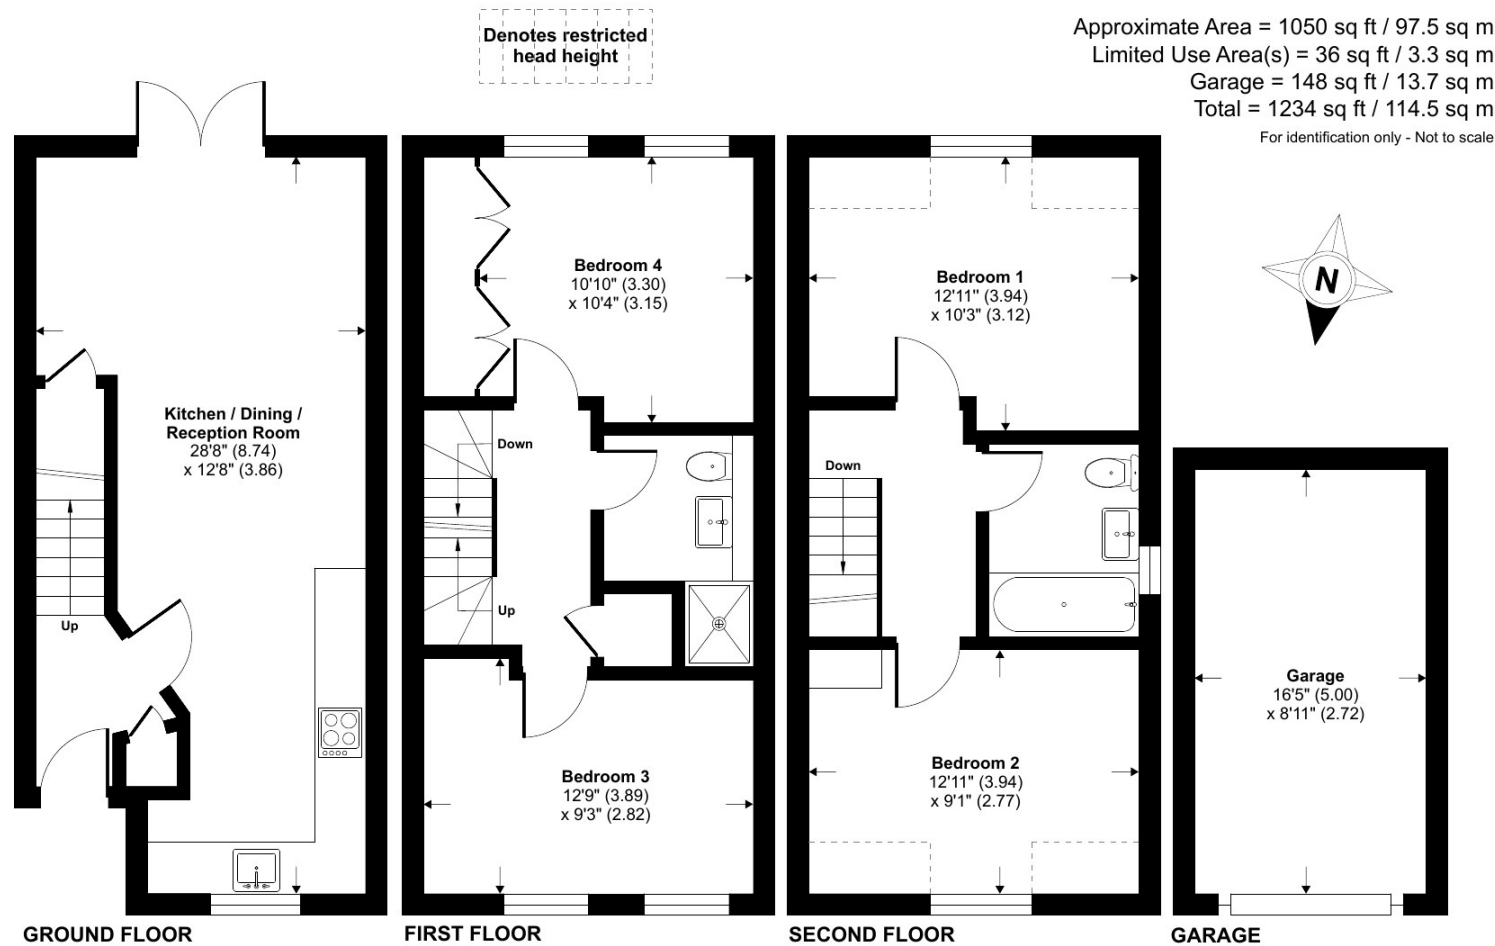 Denotes restricted
head height
Approximate Area = 1050 sq ft / 97.5 sq m
Limited Use Area(s) = 36 sq ft / 3.3 sq m
Garage = 148 sq ft / 13.7 sq m
Total = 1234 sq ft / 114.5 sq m
For identification only - Not to scale
N
Kitchen / Dining /
Reception Room
28'8" (8.74)
x 12'8" (3.86)
Up
GROUND FLOOR
Bedroom 4
10'10" (3.30)
x 10'4" (3.15)
Down
Up
Bedroom 3
12'9" (3.89)
x 9'3" (2.82)
FIRST FLOOR
Bedroom 1
12'11" (3.94)
x 10'3" (3.12)
Down
Bedroom 2
12'11" (3.94)
x 9'1" (2.77)
SECOND FLOOR
Garage
16'5" (5.00)
x 8'11" (2.72)
GARAGE